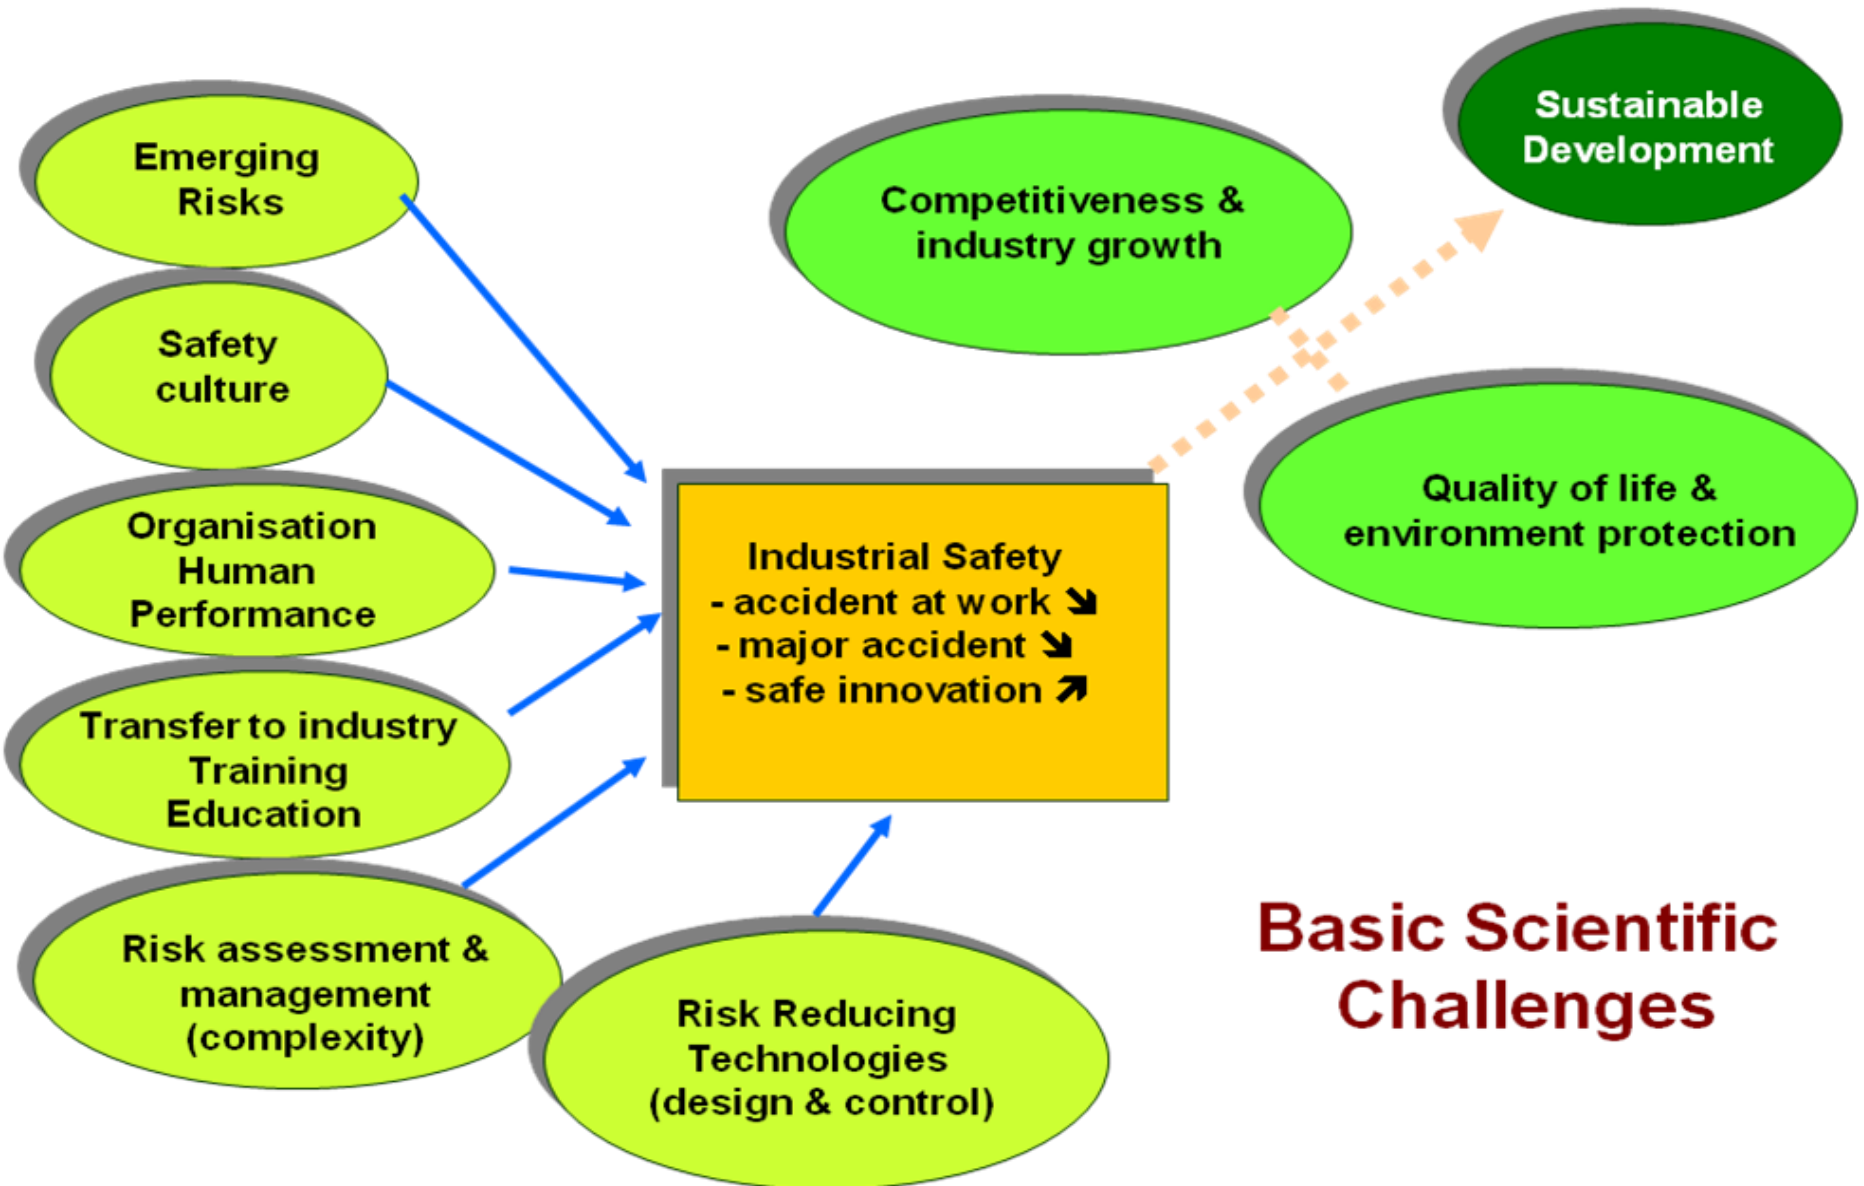 Emerging
Risks
Safety
culture
Organisation
Human
Performance
Transfer to industry
Training
Education
Risk assessment &
management
(complexity)
Risk Reducing
Technologies
(design & control)
Industrial Safety
- accident at work ➘
- major accident ➘
- safe innovation ➚
Competitiveness &
industry growth
Sustainable
Development
Quality of life &
environment protection
Basic Scientific
Challenges